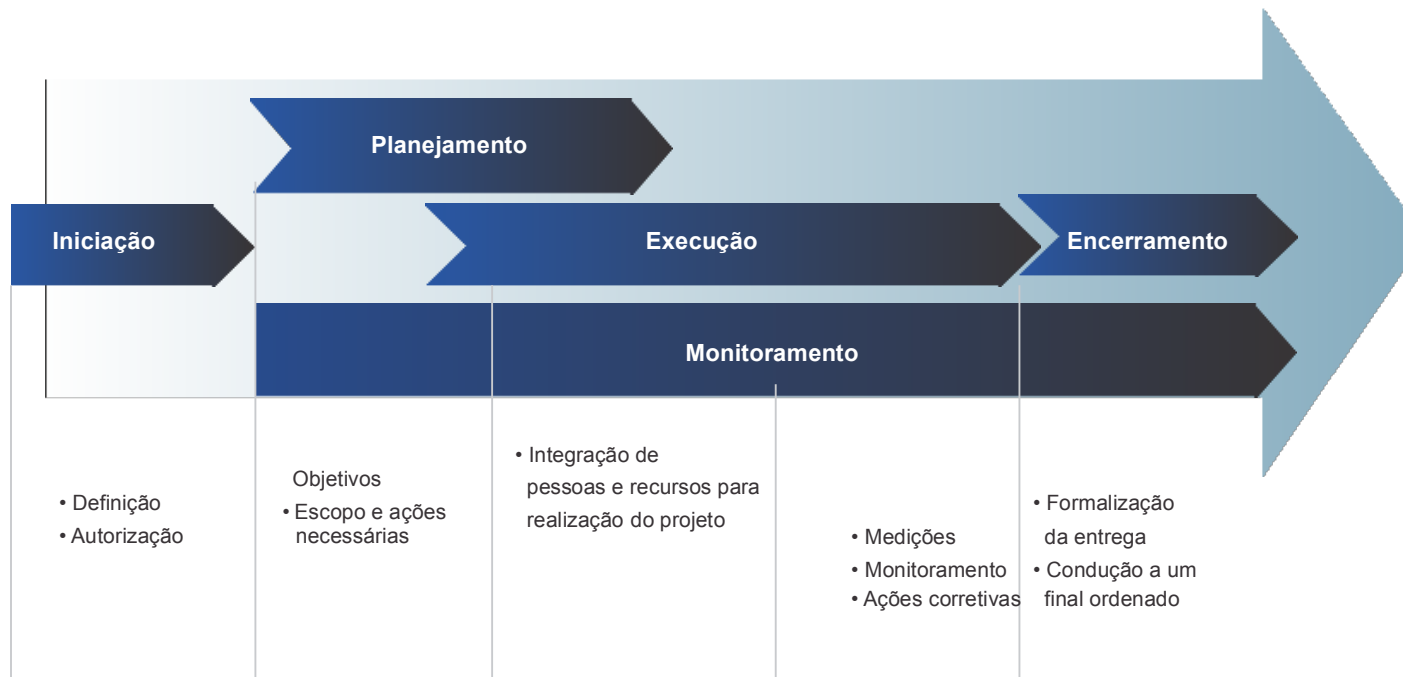 Planejamento
Iniciação
Execução
Encerramento
Monitoramento
• Definição
• Autorização
Objetivos
• Escopo e ações
necessárias
• Integração de
pessoas e recursos para
realização do projeto
• Medições
• Monitoramento
• Ações corretivas
• Formalização
da entrega
• Condução a um
final ordenado